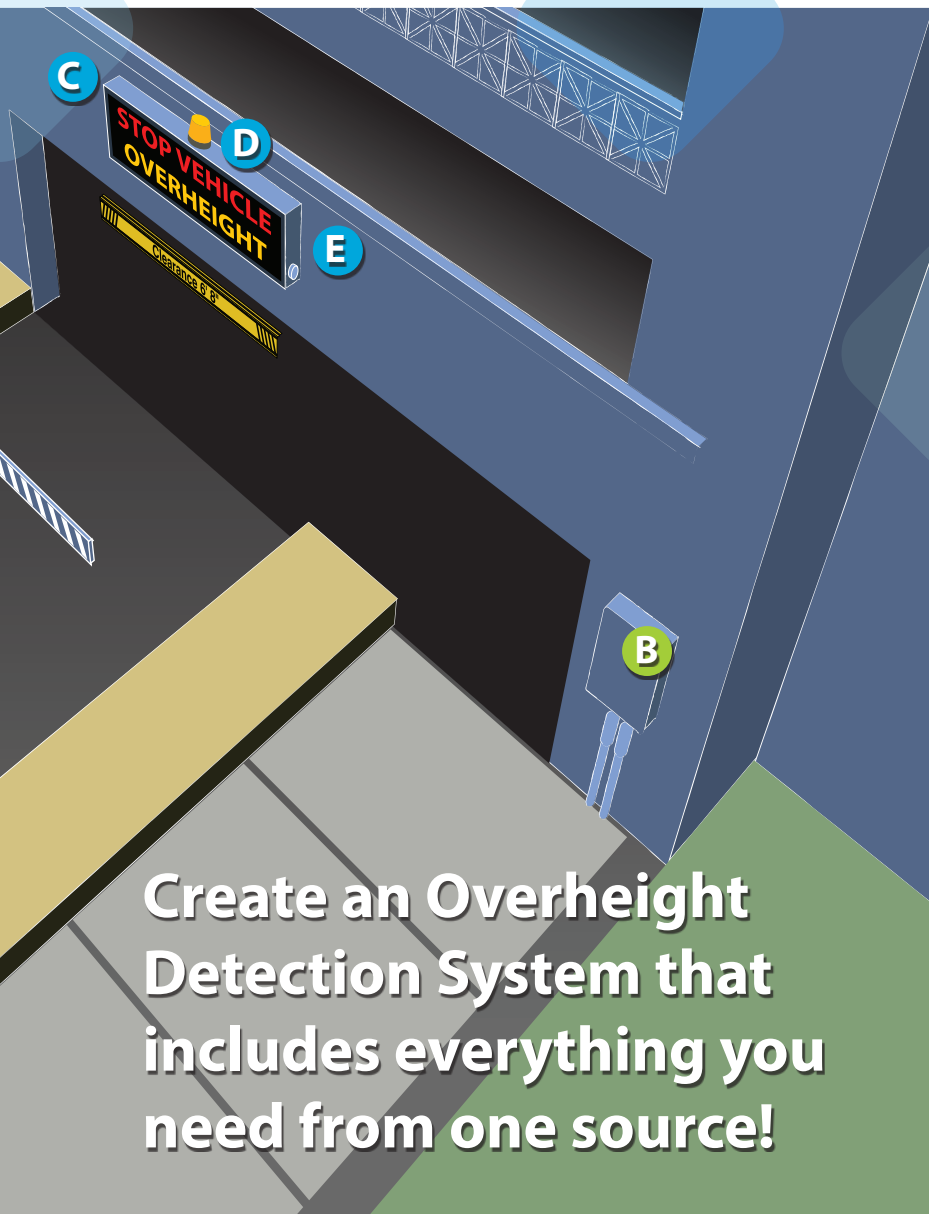 C
D
STOP VEHICLE
OVERHEIGHT
E
Clearance 6' 8"
B
Create an Overheight
Detection System that
includes everything you
need from one source!